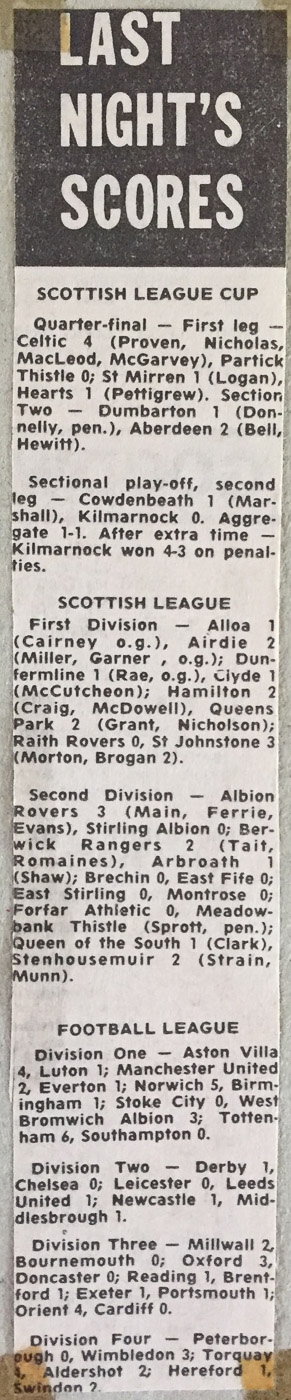 LAST
NIGHT'S
SCORES
SCOTTISH LEAGUE CUP
Quarter-final — First leg —
Celtic 4 (Proven, Nicholas,
MacLeod, McGarvey), Partick
Thistle 0; St Mirren 1 (Logan),
Hearts 1 (Pettigrew). Section
Two — Dumbarton 1 (Don-
nelly, pen.), Aberdeen 2 (Bell,
Hewitt).
Sectional play-off, second
leg — Cowdenbeath 1 (Mar-
shall), Kilmarnock 0. Aggre-
gate 1-1. After extra time —
Kilmarnock won 4-3 on penal-
ties.
SCOTTISH LEAGUE
First Division — Alloa 1
(Cairney o.g.), Airdie 2
(Miller, Garner , o.g.); Dun-
fermline 1 (Rae, o.g.), Clyde 1
(McCutcheon); Hamilton 2
(Craig, McDowell), Queens
Park 2 (Grant, Nicholson);
Raith Rovers 0, St Johnstone 3
(Morton, Brogan 2).
Second Division — Albion
Rovers 3 (Main, Ferrie,
Evans), Stirling Albion 0; Ber-
wick Rangers 2 (Tait,
Romaines), Arbroath 1
(Shaw); Brechin 0, East Fife 0;
East Stirling 0, Montrose 0;
Forfar Athletic 0, Meadow-
bank Thistle (Sprott, pen.);
Queen of the South 1 (Clark),
Stenhousemuir 2 (Strain,
Munn).
FOOTBALL LEAGUE
Division One — Aston Villa
4, Luton 1; Manchester United
2, Everton 1; Norwich 5, Birm-
ingham 1; Stoke City 0, West
Bromwich Albion 3; Totten-
ham 6, Southampton 0.
Division Two — Derby 1,
Chelsea 0; Leicester 0, Leeds
United 1; Newcastle 1, Mid-
dlesbrough 1.
Division Three — Millwall 2,
Bournemouth 0; Oxford 3,
Doncaster 0; Reading 1, Brent-
ford 1; Exeter 1, Portsmouth 1;
Orient 4, Cardiff 0.
Division Four — Peterbor-
ough 0, Wimbledon 3; Torquay
Aldershot 2; Hereford 1,
Swindon 2.